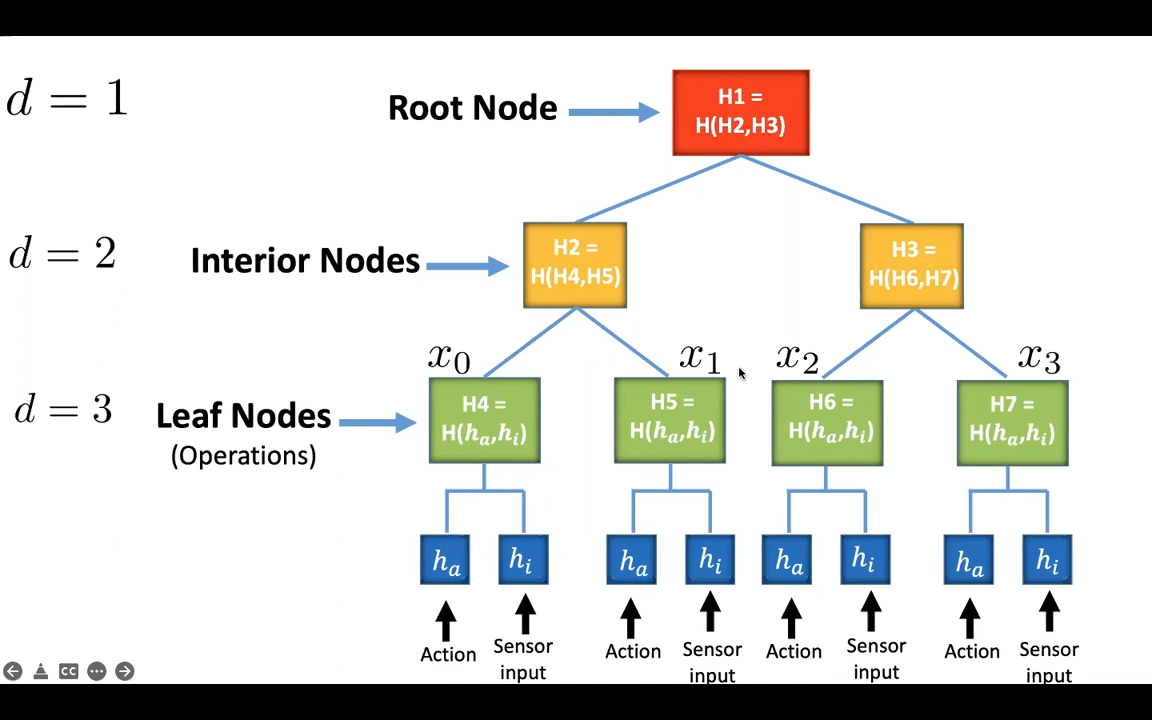 d = 1
Root Node
H1 =
H(H2,H3)
d = 2
Interior Nodes
H2 =
H(H4,H5)
H3 =
H(H6,H7)
x₀
x₁
x₂
x₃
d = 3
Leaf Nodes
(Operations)
H4 =
H(hₐ,hᵢ)
H5 =
H(hₐ,hᵢ)
H6 =
H(hₐ,hᵢ)
H7 =
H(hₐ,hᵢ)
hₐ
hᵢ
hₐ
hᵢ
hₐ
hᵢ
hₐ
hᵢ
Action
Sensor
input
Action
Sensor
input
Action
Sensor
input
Action
Sensor
input
CC